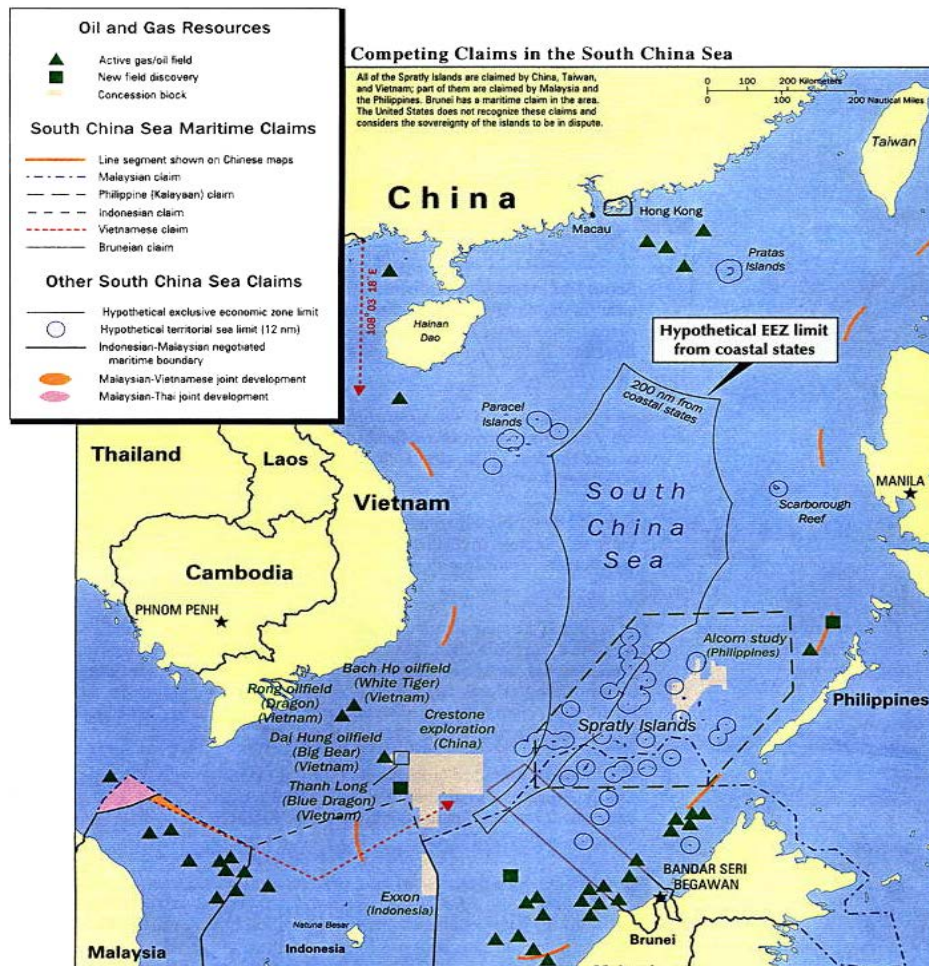 Oil and Gas Resources
Active gas/oil field
New field discovery
Concession block
South China Sea Maritime Claims
Line segment shown on Chinese maps
Malaysian claim
Philippine (Kalayaan) claim
Indonesian claim
Vietnamese claim
Bruneian claim
Other South China Sea Claims
Hypothetical exclusive economic zone limit
Hypothetical territorial sea limit (12 nm)
Indonesian-Malaysian negotiated
maritime boundary
Malaysian-Vietnamese joint development
Malaysian-Thai joint development
Competing Claims in the South China Sea
All of the Spratly Islands are claimed by China, Taiwan,
and Vietnam; part of them are claimed by Malaysia and
the Philippines. Brunei has a maritime claim in the area.
The United States does not recognize these claims and
considers the sovereignty of the islands to be in dispute.
0 100 200 Kilometers
0 100 200 Nautical Miles
Taiwan
China
Hong Kong
Macau
Pratas
Islands
108° 03' 18" E
Hainan
Dao
Hypothetical EEZ limit
from coastal states
200 nm from
coastal states
Paracel
Islands
Thailand
Laos
Vietnam
South
China
Sea
MANILA
Scarborough
Reef
Cambodia
PHNOM PENH
Alcorn study
(Philippines)
Bach Ho oilfield
(White Tiger)
(Vietnam)
Rong oilfield
(Dragon)
(Vietnam)
Philippines
Spratly Islands
Crestone
exploration
(China)
Dai Hung oilfield
(Big Bear)
(Vietnam)
Thanh Long
(Blue Dragon)
(Vietnam)
BANDAR SERI
BEGAWAN
Exxon
(Indonesia)
Natuna Besar
Malaysia
Indonesia
Brunei